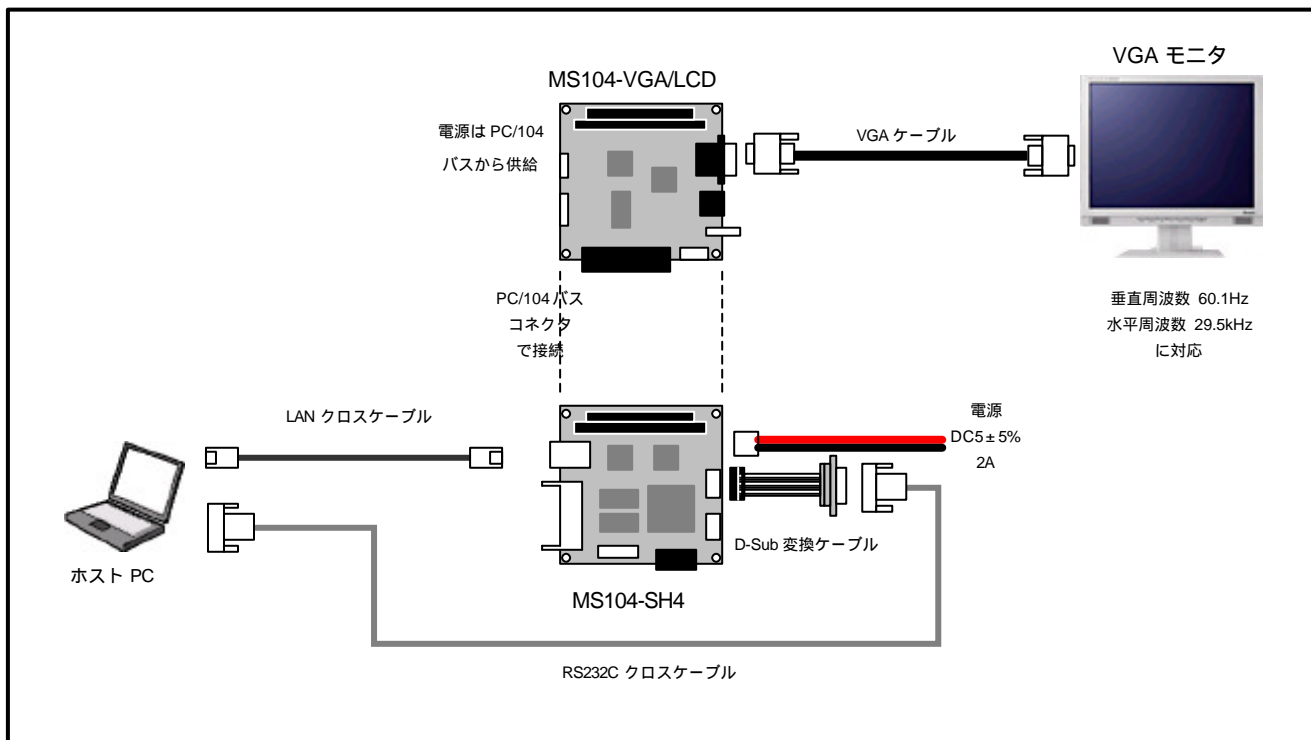 VGA モニタ
MS104-VGA/LCD
電源は PC/104
バスから供給
VGA ケーブル
PC/104 バス
コネクタ
で接続
垂直周波数 60.1Hz
水平周波数 29.5kHz
に対応
LAN クロスケーブル
電源
DC5±5%
2A
D-Sub 変換ケーブル
ホスト PC
MS104-SH4
RS232C クロスケーブル